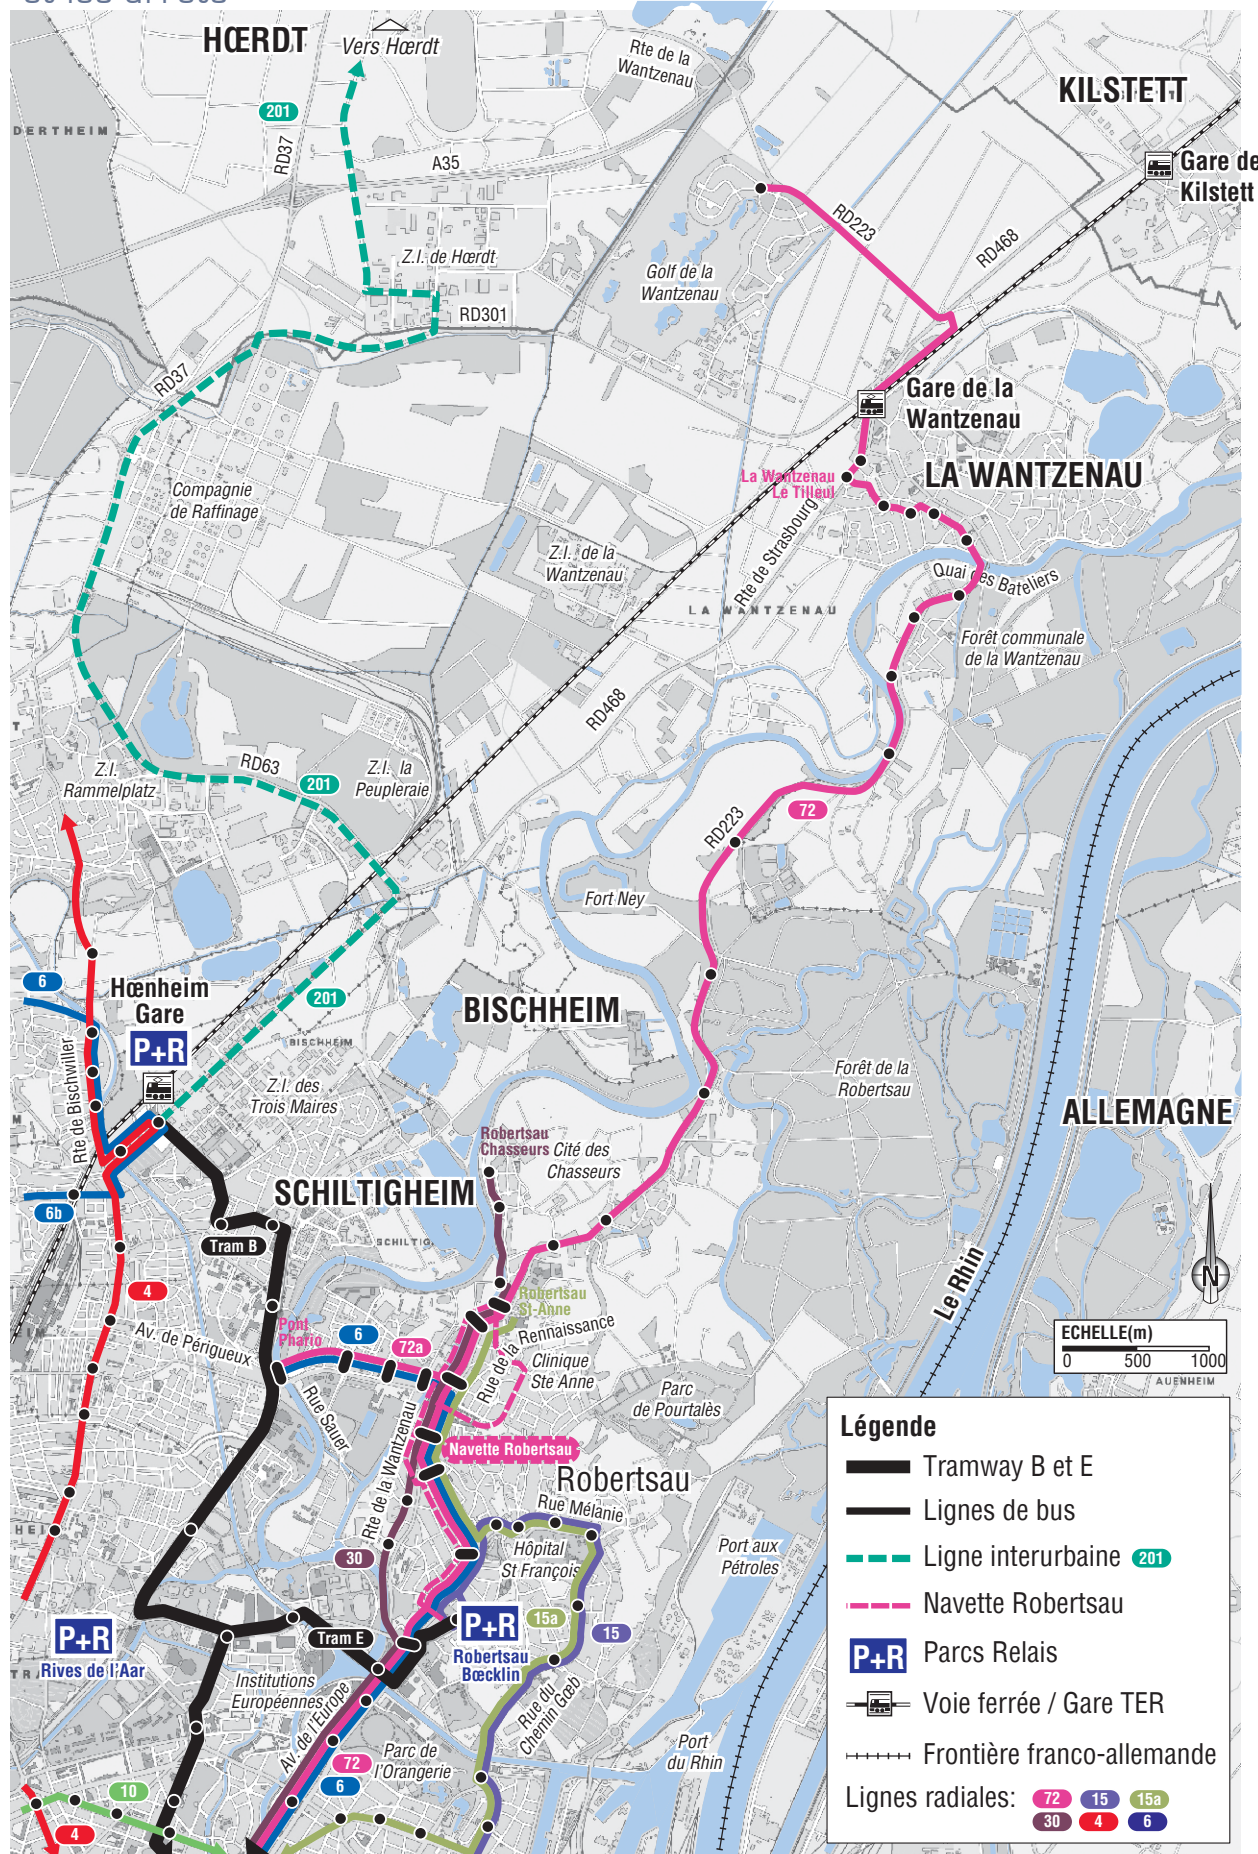 HŒRDT
Vers Hœrdt
Rte de la
Wantzenau
KILSTETT
201
DERTHEIM
RD37
A35
Gare de
Kilstett
RD223
RD468
Z.I. de Hœrdt
Golf de la
Wantzenau
RD301
RD37
Gare de la
Wantzenau
La Wantzenau
Le Tilleul
LA WANTZENAU
Compagnie
de Raffinage
Rte de Strasbourg
Z.I. de la
Wantzenau
Quai des Bateliers
LA WANTZENAU
Forêt communale
de la Wantzenau
RD468
Z.I.
Rammelplatz
RD63
201
Z.I. la
Peupleraie
72
RD223
Fort Ney
6
Hœnheim
Gare
P+R
201
BISCHHEIM
BISCHHEIM
Rte de Bischwiller
Z.I. des
Trois Maires
Forêt de la
Robertsau
ALLEMAGNE
Robertsau
Chasseurs
Cité des
Chasseurs
SCHILTIGHEIM
6b
Tram B
SCHILTIG
Le Rhin
N
4
Robertsau
St-Anne
Av. de Périgueux
Pont
Phario
6
72a
Rue de la Rennaissance
Clinique
Ste Anne
ECHELLE(m)
0 500 1000
AUENHEIM
Rue Sauer
Rte de la Wantzenau
Parc
de Pourtalès
Navette Robertsau
Robertsau
Rue Mélanie
Hôpital
St François
Port aux
Pétroles
30
15a
15
P+R
Rives de l'Aar
Tram E
P+R
Robertsau
Bœcklin
Institutions
Européennes
Av. de l'Europe
Rue du
Chemin Gœb
72
6
Parc de
l'Orangerie
Port
du Rhin
10
4
Légende
Tramway B et E
Lignes de bus
Ligne interurbaine 201
Navette Robertsau
P+R Parcs Relais
Voie ferrée / Gare TER
Frontière franco-allemande
Lignes radiales: 72 15 15a
30 4 6